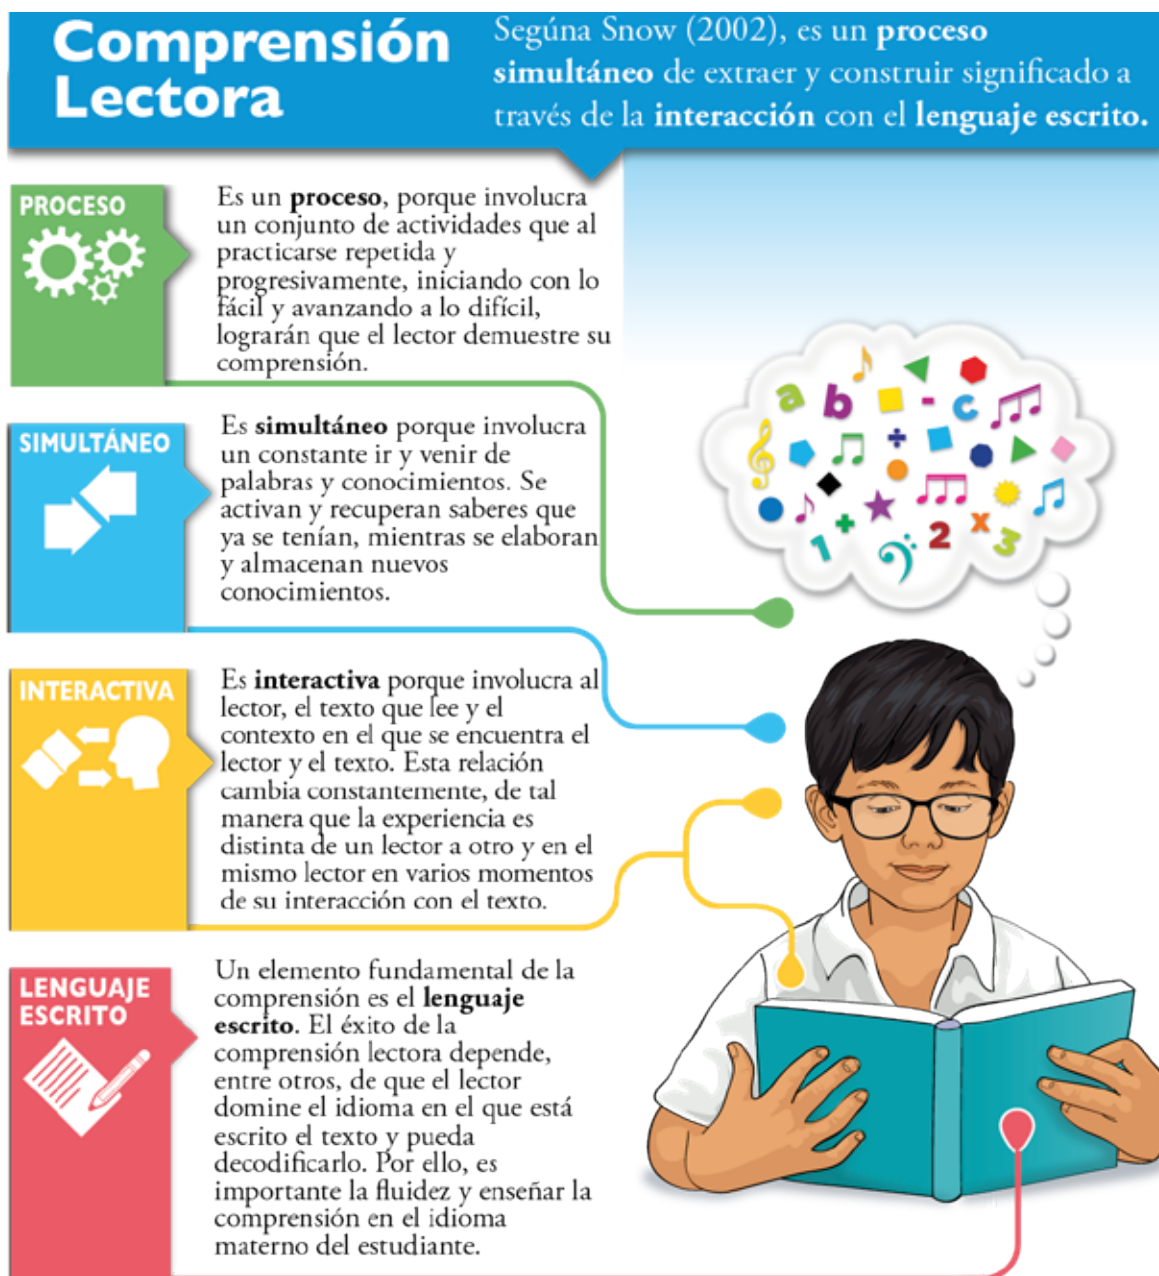 Comprensión
Lectora
Segúna Snow (2002), es un proceso
simultáneo de extraer y construir significado a
través de la interacción con el lenguaje escrito.
PROCESO
Es un proceso, porque involucra
un conjunto de actividades que al
practicarse repetida y
progresivamente, iniciando con lo
fácil y avanzando a lo difícil,
lograrán que el lector demuestre su
comprensión.
SIMULTÁNEO
Es simultáneo porque involucra
un constante ir y venir de
palabras y conocimientos. Se
activan y recuperan saberes que
ya se tenían, mientras se elaboran
y almacenan nuevos
conocimientos.
INTERACTIVA
Es interactiva porque involucra al
lector, el texto que lee y el
contexto en el que se encuentra el
lector y el texto. Esta relación
cambia constantemente, de tal
manera que la experiencia es
distinta de un lector a otro y en el
mismo lector en varios momentos
de su interacción con el texto.
LENGUAJE
ESCRITO
Un elemento fundamental de la
comprensión es el lenguaje
escrito. El éxito de la
comprensión lectora depende,
entre otros, de que el lector
domine el idioma en el que está
escrito el texto y pueda
decodificarlo. Por ello, es
importante la fluidez y enseñar la
comprensión en el idioma
materno del estudiante.
a b - c
÷
+ x
1 2 3